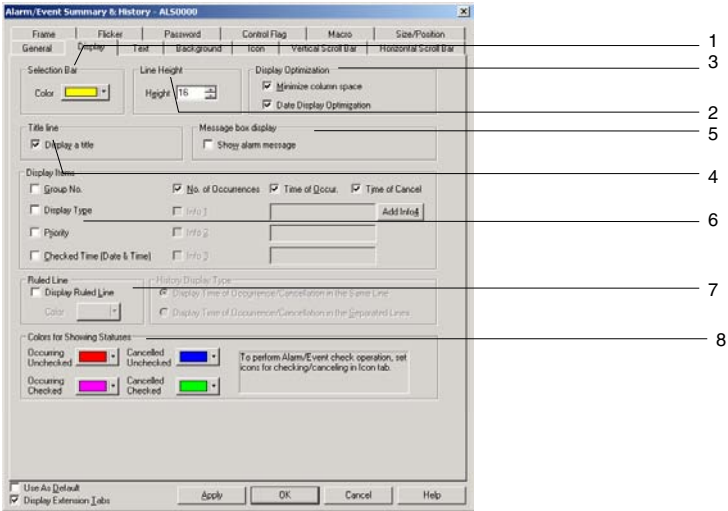 Alarm/Event Summary & History - ALS0000
Frame Flicker Password Control Flag Macro Size/Position
General Display Text Background Icon Vertical Scroll Bar Horizontal Scroll Bar
1
Selection Bar Line Height Display Optimization
3
Color Height 16 Minimize column space
Date Display Optimization
2
Title line Message box display
5
Display a title Show alarm message
4
Display Items
Group No. No. of Occurrences Time of Occur. Time of Cancel
Display Type Info 1 Add Info4
6
Priority Info 2
Checked Time (Date & Time) Info 3
Ruled Line History Display Type
7
Display Ruled Line Display Time of Occurrence/Cancellation in the Same Line
Color Display Time of Occurrence/Cancellation in the Separated Lines
Colors for Showing Statuses
8
Occurring Unchecked Cancelled Unchecked
To perform Alarm/Event check operation, set
icons for checking/canceling in Icon tab.
Occurring Checked Cancelled Checked
Use As Default
Display Extension Tabs Apply OK Cancel Help